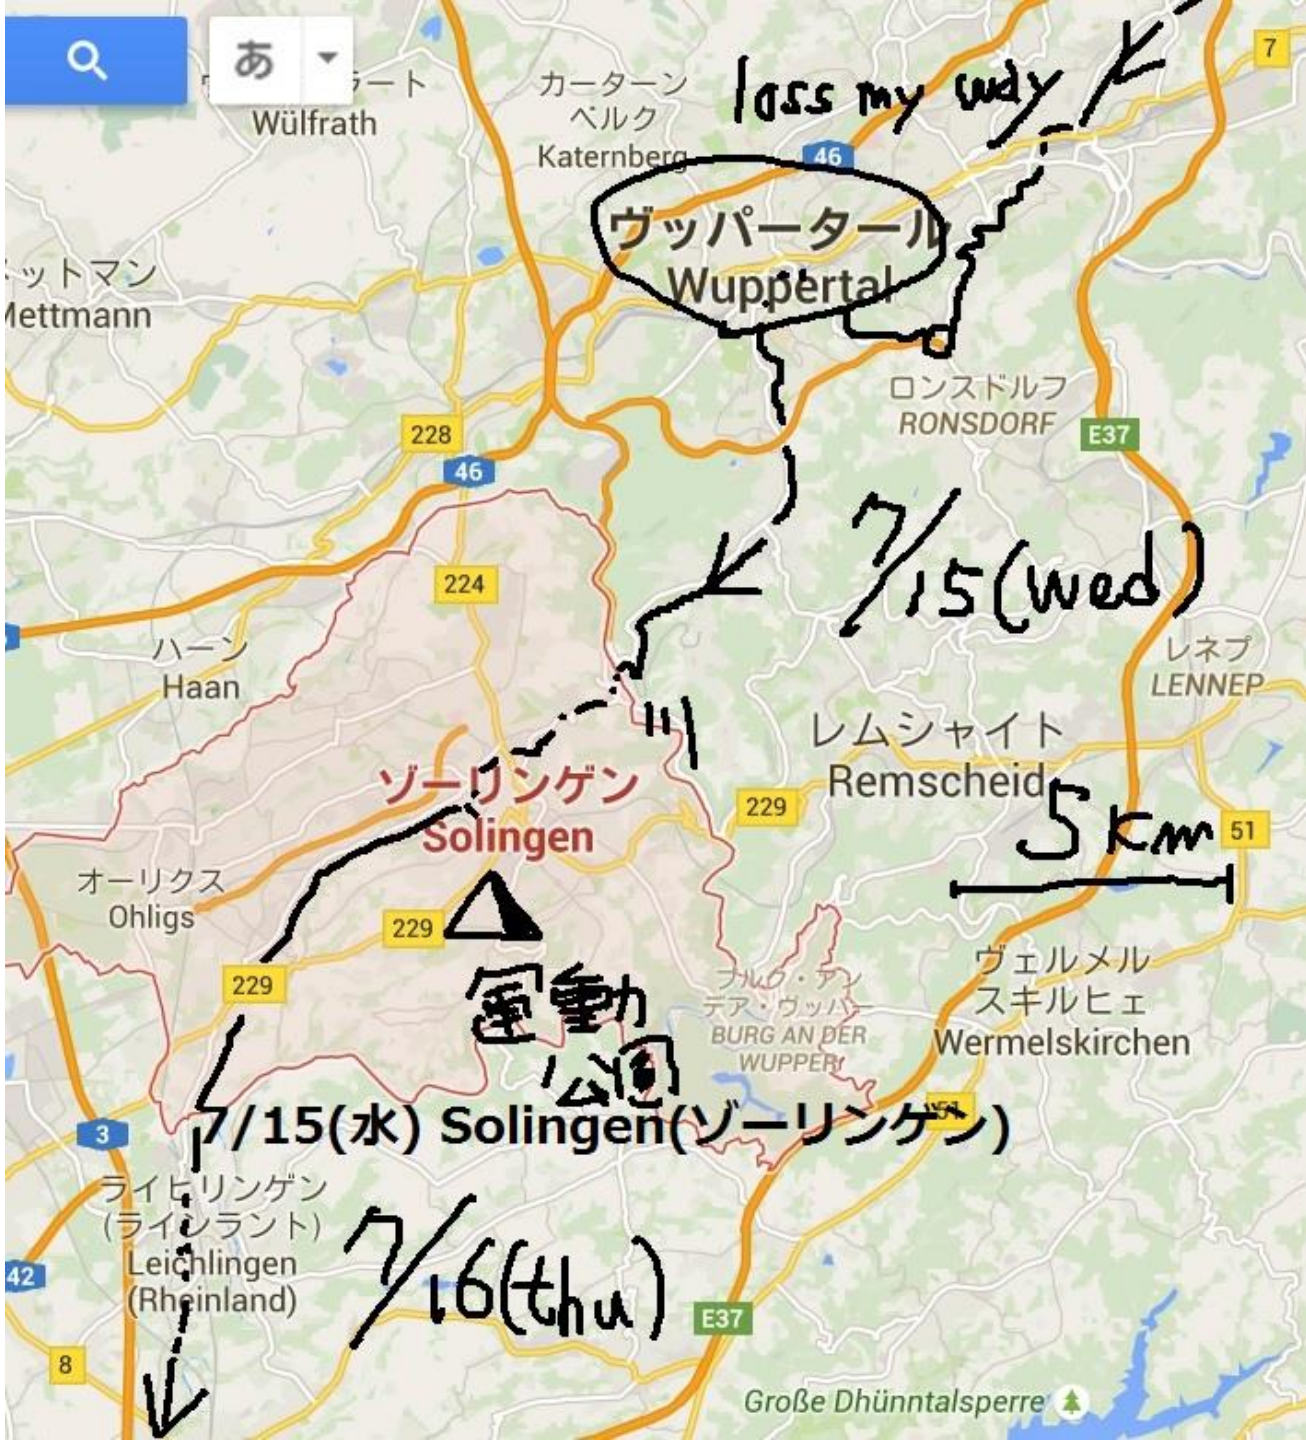 あ
7
ラート
Wülfrath
カーターン
ベルク
Katernberg
loss my way
46
ヴッパータール
Wuppertal
ットマン
Mettmann
ロンスドルフ
RONSDORF
228
E37
46
7/15(wed)
224
ハーン
Haan
レネプ
LENNEP
レムシャイト
Remscheid
ゾーリンゲン
Solingen
229
5km
51
オーリクス
Ohligs
229
229
運動
公園
ブルク・アン
デア・ヴッパー
BURG AN DER
WUPPER
ヴェルメル
スキルヒェ
Wermelskirchen
51
7/15(水) Solingen(ゾーリンゲン)
3
ライヒリンゲン
(ラインラント)
Leichlingen
(Rheinland)
7/16(thu)
42
E37
8
Große Dhünntalsperre